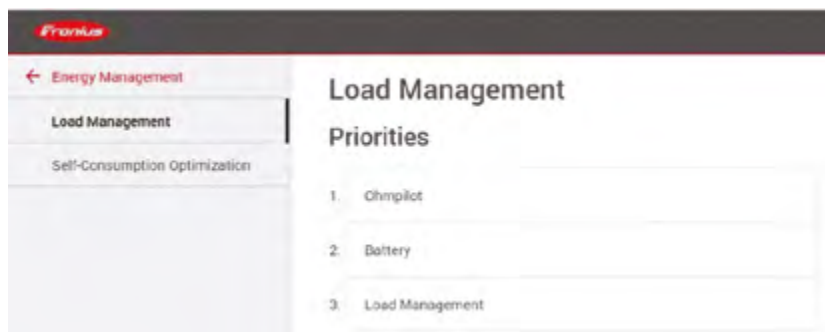 Fronius
← Energy Management
Load Management
Self-Consumption Optimization
Load Management
Priorities
1. Ohmpilot
2. Battery
3. Load Management